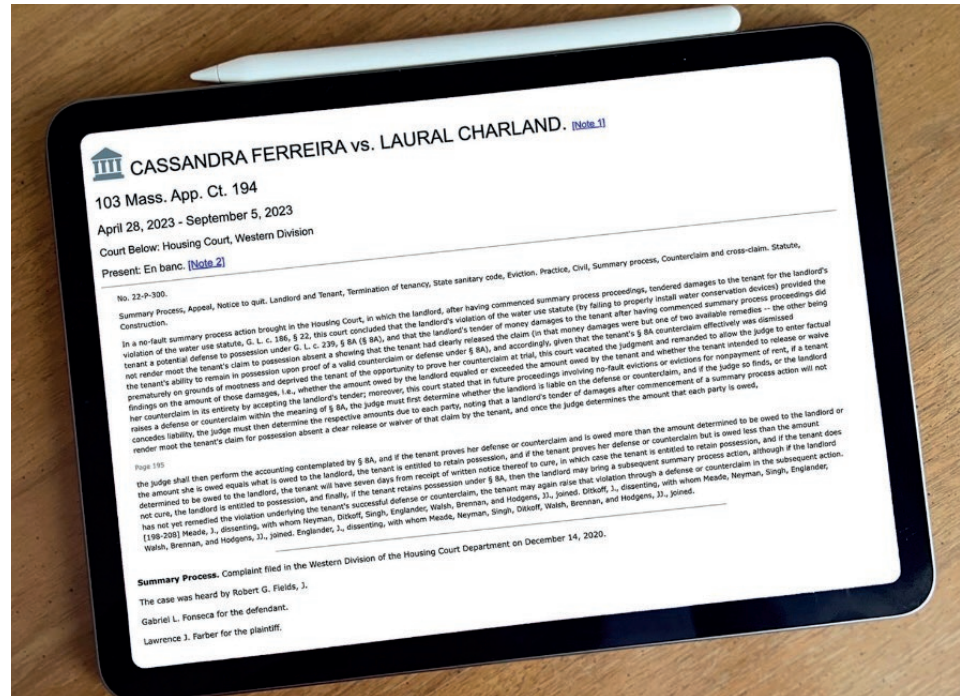 CASSANDRA FERREIRA vs. LAURAL CHARLAND. [Note 1]
103 Mass. App. Ct. 194
April 28, 2023 - September 5, 2023
Court Below: Housing Court, Western Division
Present: En banc. [Note 2]
No. 22-P-300.
Summary Process, Appeal, Notice to quit. Landlord and Tenant, Termination of tenancy, State sanitary code, Eviction. Practice, Civil, Summary process, Counterclaim and cross-claim. Statute,
Construction.
In a no-fault summary process action brought in the Housing Court, in which the landlord, after having commenced summary process proceedings, tendered damages to the tenant for the landlord's
violation of the water use statute, G. L. c. 186, § 22, this court concluded that the landlord's violation of the water use statute (by failing to properly install water conservation devices) provided the
tenant a potential defense to possession under G. L. c. 239, § 8A (§ 8A), and that the landlord's tender of money damages to the tenant after having commenced summary process proceedings did
not render moot the tenant's claim to possession absent a showing that the tenant had clearly released the claim (in that money damages were but one of two available remedies -- the other being
the tenant's ability to remain in possession upon proof of a valid counterclaim or defense under § 8A), and accordingly, given that the tenant's § 8A counterclaim effectively was dismissed
prematurely on grounds of mootness and deprived the tenant of the opportunity to prove her counterclaim at trial, this court vacated the judgment and remanded to allow the judge to enter factual
findings on the amount of those damages, i.e., whether the amount owed by the landlord equaled or exceeded the amount owed by the tenant and whether the tenant intended to release or waive
her counterclaim in its entirety by accepting the landlord's tender; moreover, this court stated that in future proceedings involving no-fault evictions or evictions for nonpayment of rent, if a tenant
raises a defense or counterclaim within the meaning of § 8A, the judge must first determine whether the landlord is liable on the defense or counterclaim, and if the judge so finds, or the landlord
concedes liability, the judge must then determine the respective amounts due to each party, noting that a landlord's tender of damages after commencement of a summary process action will not
render moot the tenant's claim for possession absent a clear release or waiver of that claim by the tenant, and once the judge determines the amount that each party is owed,
Page 195
the judge shall then perform the accounting contemplated by § 8A, and if the tenant proves her defense or counterclaim and is owed more than the amount determined to be owed to the landlord or
the amount she is owed equals what is owed to the landlord, the tenant is entitled to retain possession, and if the tenant proves her defense or counterclaim but is owed less than the amount
determined to be owed to the landlord, the tenant will have seven days from receipt of written notice thereof to cure, in which case the tenant is entitled to retain possession, and if the tenant does
not cure, the landlord is entitled to possession, and finally, if the tenant retains possession under § 8A, then the landlord may bring a subsequent summary process action, although if the landlord
has not yet remedied the violation underlying the tenant's successful defense or counterclaim, the tenant may again raise that violation through a defense or counterclaim in the subsequent action.
[198-208] Meade, J., dissenting, with whom Neyman, Ditkoff, Singh, Englander, Walsh, Brennan, and Hodgens, JJ., joined. Ditkoff, J., dissenting, with whom Meade, Neyman, Singh, Englander,
Walsh, Brennan, and Hodgens, JJ., joined. Englander, J., dissenting, with whom Meade, Neyman, Singh, Ditkoff, Walsh, Brennan, and Hodgens, JJ., joined.
Summary Process. Complaint filed in the Western Division of the Housing Court Department on December 14, 2020.
The case was heard by Robert G. Fields, J.
Gabriel L. Fonseca for the defendant.
Lawrence J. Farber for the plaintiff.